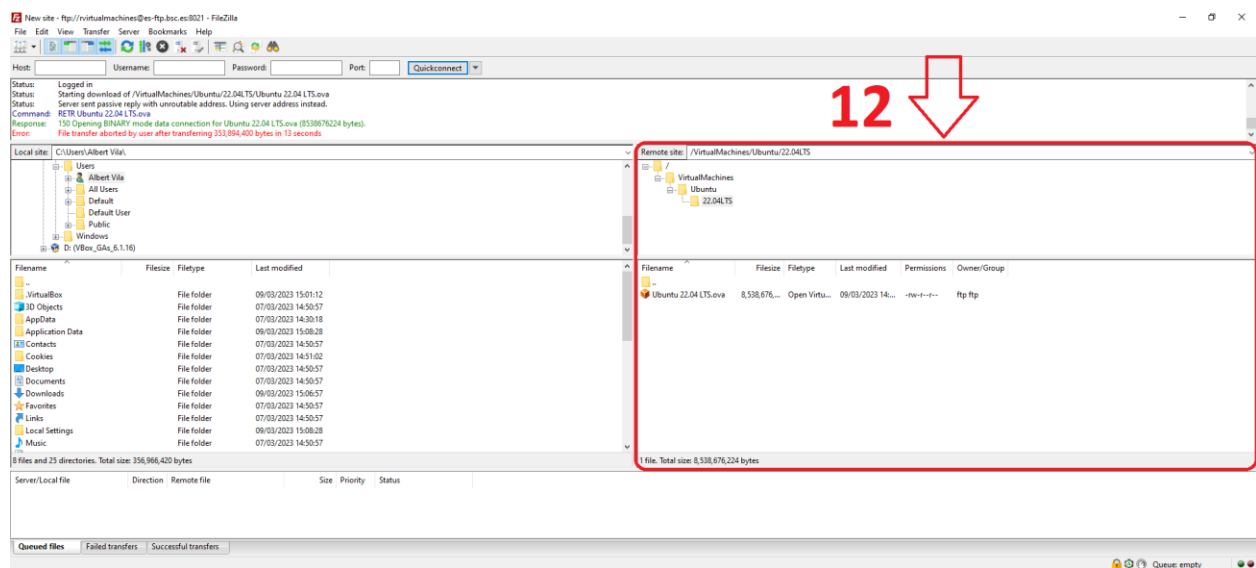 New site - ftp://rvirtualmachines@es-ftp.bsc.es:8021 - FileZilla
File Edit View Transfer Server Bookmarks Help
Host: Username: Password: Port: Quickconnect
Status: Logged in
Status: Starting download of /VirtualMachines/Ubuntu/22.04LTS/Ubuntu 22.04 LTS.ova
Status: Server sent passive reply with unroutable address. Using server address instead.
Command: RETR Ubuntu 22.04 LTS.ova
Response: 150 Opening BINARY mode data connection for Ubuntu 22.04 LTS.ova (8538676224 bytes).
Error: File transfer aborted by user after transferring 353,894,400 bytes in 13 seconds
12
Local site: C:\Users\Albert Vila\
Users
Albert Vila
All Users
Default
Default User
Public
Windows
D: (VBox_GAs_6.1.16)
Remote site: /VirtualMachines/Ubuntu/22.04LTS
/
VirtualMachines
Ubuntu
22.04LTS
Filename Filesize Filetype Last modified
..
.VirtualBox File folder 09/03/2023 15:01:12
3D Objects File folder 07/03/2023 14:50:57
AppData File folder 07/03/2023 14:30:18
Application Data File folder 09/03/2023 15:08:28
Contacts File folder 07/03/2023 14:50:57
Cookies File folder 07/03/2023 14:51:02
Desktop File folder 07/03/2023 14:50:57
Documents File folder 07/03/2023 14:50:57
Downloads File folder 09/03/2023 15:06:57
Favorites File folder 07/03/2023 14:50:57
Links File folder 07/03/2023 14:50:57
Local Settings File folder 09/03/2023 15:08:28
Music File folder 07/03/2023 14:50:57
8 files and 25 directories. Total size: 356,966,420 bytes
Filename Filesize Filetype Last modified Permissions Owner/Group
..
Ubuntu 22.04 LTS.ova 8,538,676,... Open Virtu... 09/03/2023 14:... -rw-r--r-- ftp ftp
1 file. Total size: 8,538,676,224 bytes
Server/Local file Direction Remote file Size Priority Status
Queued files Failed transfers Successful transfers
Queue: empty